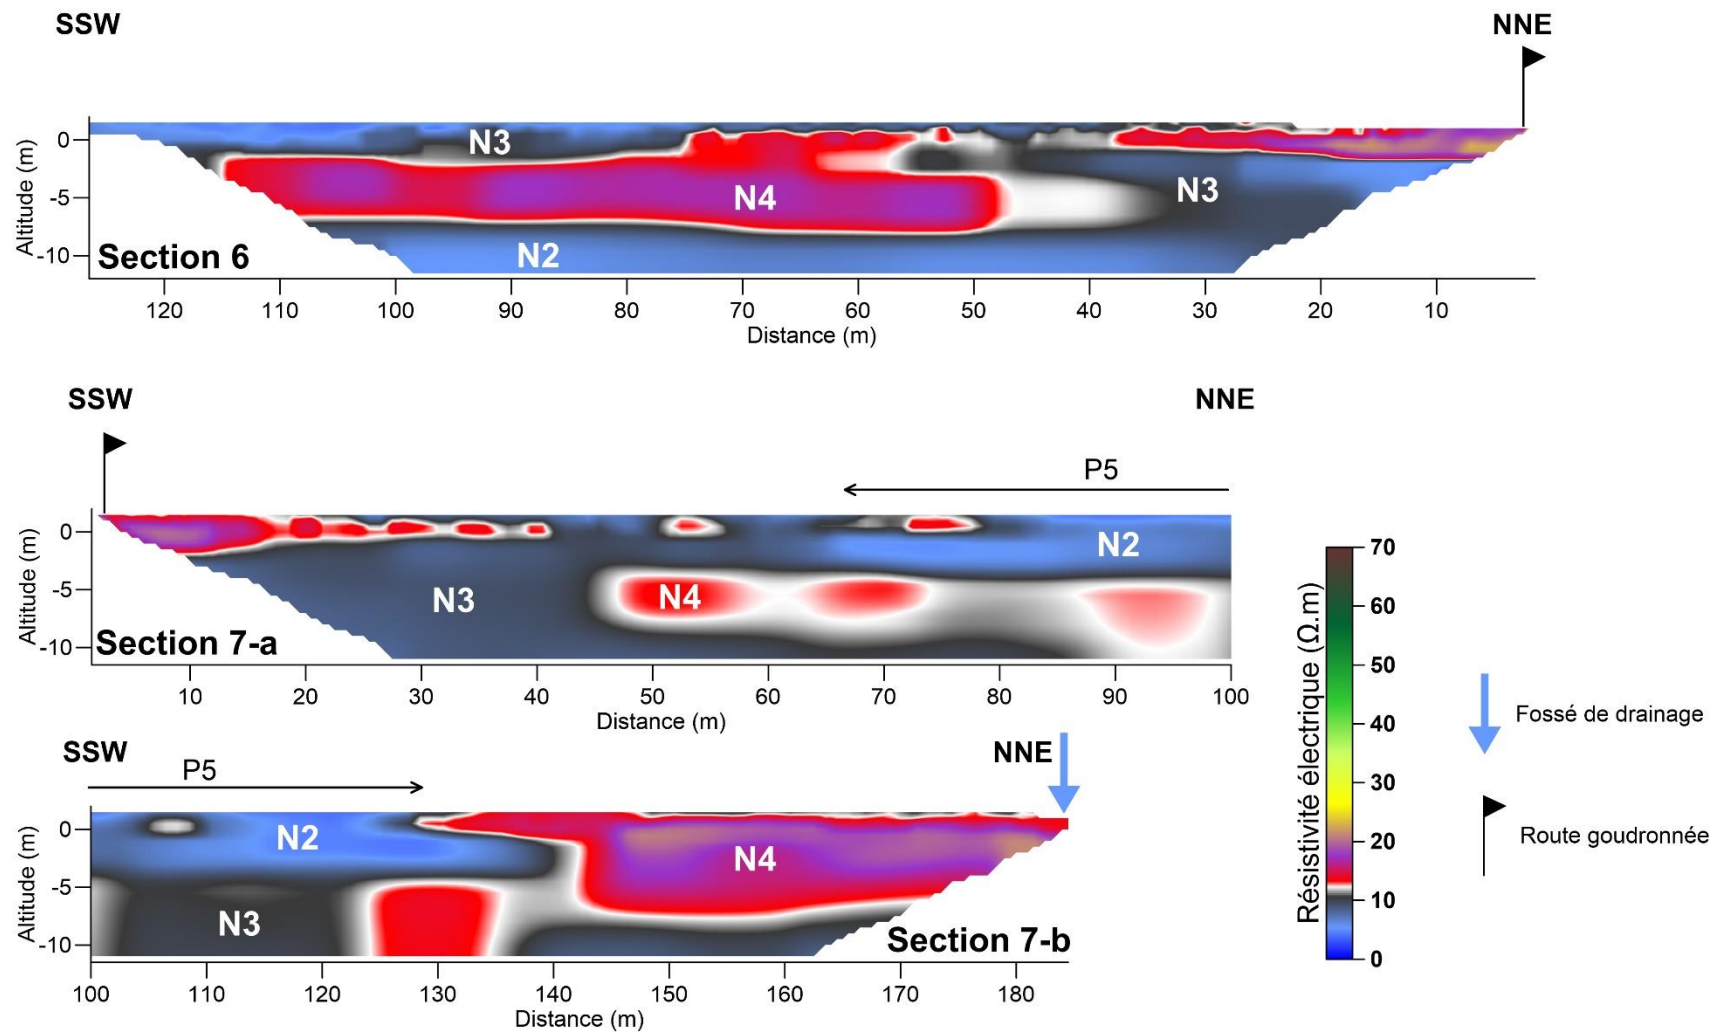 SSW NNE
N3
0
-5
-10
Altitude (m)
N4
N3
N2
Section 6
120 110 100 90 80 70 60 50 40 30 20 10
Distance (m)
SSW NNE
P5
0
-5
-10
Altitude (m)
N2
N3
N4
Section 7-a
10 20 30 40 50 60 70 80 90 100
Distance (m)
SSW NNE
P5
0
-5
-10
Altitude (m)
N2
N4
N3
Section 7-b
100 110 120 130 140 150 160 170 180
Distance (m)
Résistivité électrique (Ω.m)
70
60
50
40
30
20
10
0
Fossé de drainage
Route goudronnée